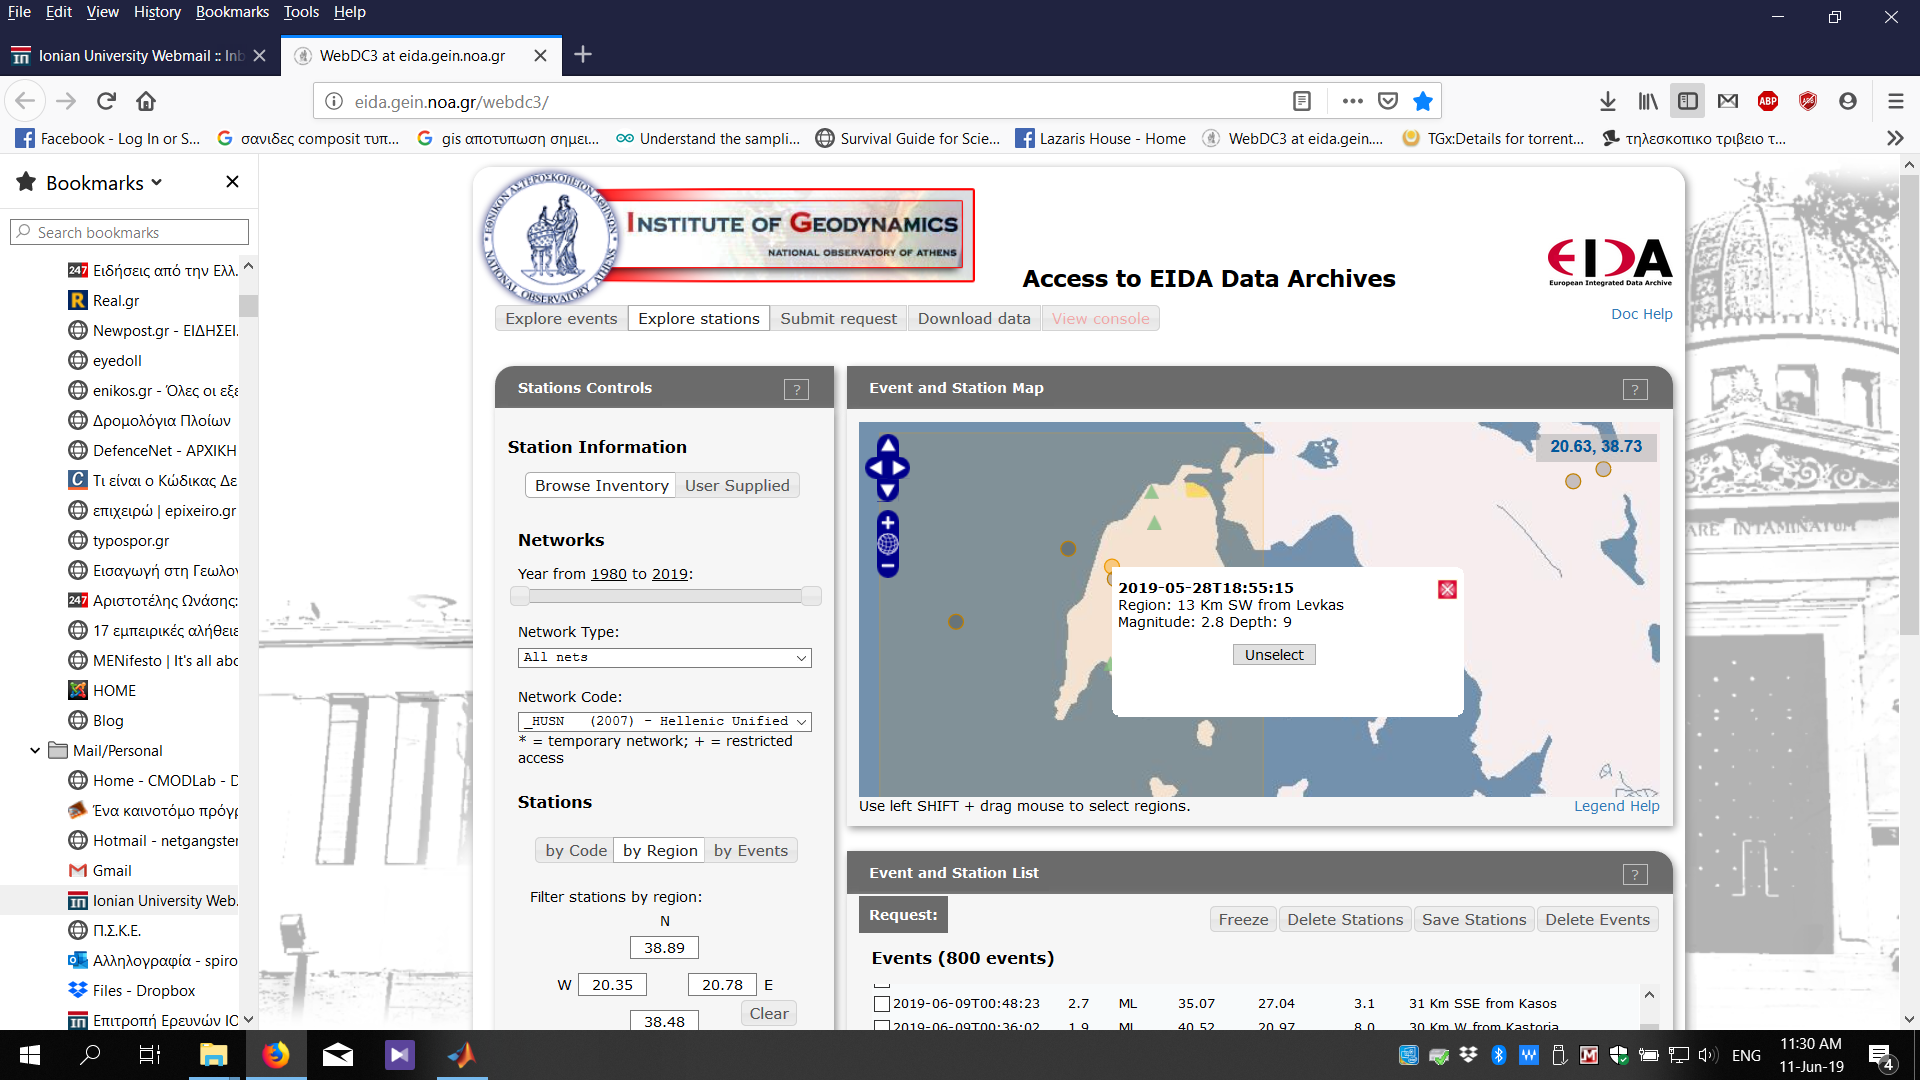 File Edit View History Bookmarks Tools Help
Ionian University Webmail :: Inb
WebDC3 at eida.gein.noa.gr
eida.gein.noa.gr/webdc3/
Facebook - Log In or S...
σανιδες composit τυπ...
gis αποτυπωση σημει...
Understand the sampli...
Survival Guide for Scie...
Lazaris House - Home
WebDC3 at eida.gein....
TGx:Details for torrent...
τηλεσκοπικο τριβειο τ...
Bookmarks
Search bookmarks
Ειδήσεις από την Ελλ.
Real.gr
Newpost.gr - ΕΙΔΗΣΕΙ.
eyedoll
enikos.gr - Όλες οι εξε
Δρομολόγια Πλοίων
DefenceNet - ΑΡΧΙΚΗ
Τι είναι ο Κώδικας Δε
επιχειρώ | epixeiro.gr
typospor.gr
Εισαγωγή στη Γεωλογ
Αριστοτέλης Ωνάσης:
17 εμπειρικές αλήθειε
MENifesto | It's all abo
HOME
Blog
Mail/Personal
Home - CMODLab - D
Ένα καινοτόμο πρόγρ
Hotmail - netgangster
Gmail
Ionian University Web.
Π.Σ.Κ.Ε.
Αλληλογραφία - spiro
Files - Dropbox
Επιτροπή Ερευνών ΙΟ
ΕΘΝΙΚΟΝ ΑΣΤΕΡΟΣΚΟΠΕΙΟΝ ΑΘΗΝΩΝ
NATIONAL OBSERVATORY OF ATHENS
INSTITUTE OF GEODYNAMICS
NATIONAL OBSERVATORY OF ATHENS
Access to EIDA Data Archives
EIDA
European Integrated Data Archive
Explore events
Explore stations
Submit request
Download data
View console
Doc Help
Stations Controls
?
Station Information
Browse Inventory
User Supplied
Networks
Year from 1980 to 2019:
Network Type:
All nets
Network Code:
_HUSN (2007) - Hellenic Unified
* = temporary network; + = restricted
access
Stations
by Code
by Region
by Events
Filter stations by region:
N
38.89
W 20.35 20.78 E
38.48
Clear
Event and Station Map
?
20.63, 38.73
2019-05-28T18:55:15
Region: 13 Km SW from Levkas
Magnitude: 2.8 Depth: 9
Unselect
Use left SHIFT + drag mouse to select regions.
Legend Help
Event and Station List
?
Request:
Freeze
Delete Stations
Save Stations
Delete Events
Events (800 events)
2019-06-09T00:48:23 2.7 ML 35.07 27.04 3.1 31 Km SSE from Kasos
2019-06-09T00:36:02 1.9 ML 40.52 20.97 8.0 30 Km W from Kastoria
ARE INTAMINATUM
ENG
11:30 AM
11-Jun-19
4